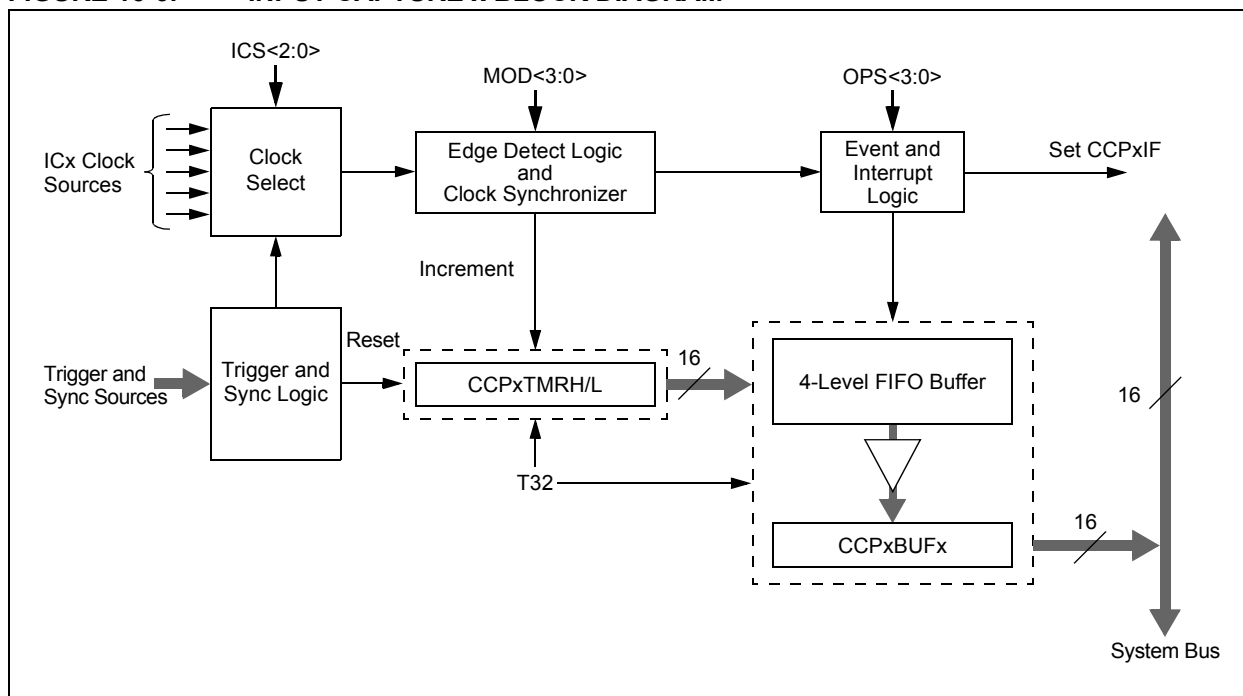 ICS<2:0>
MOD<3:0>
OPS<3:0>
ICx Clock
Sources
Clock
Select
Edge Detect Logic
and
Clock Synchronizer
Event and
Interrupt
Logic
Set CCPxIF
Increment
Reset
Trigger and
Sync Sources
Trigger and
Sync Logic
CCPxTMRH/L
16
4-Level FIFO Buffer
16
T32
CCPxBUFx
16
System Bus